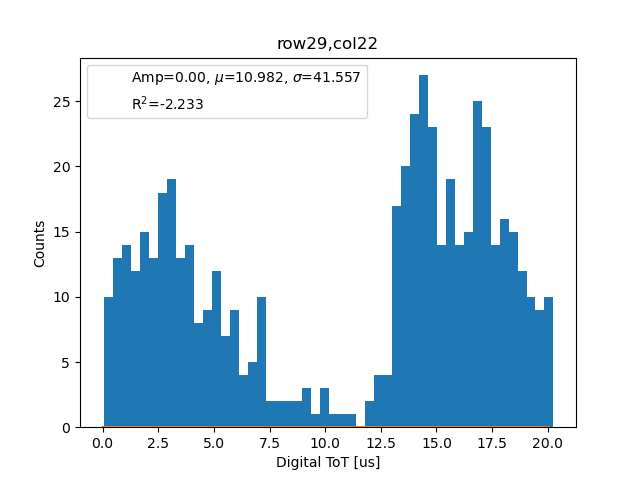 row29,col22
Amp=0.00, μ=10.982, σ=41.557
R²=-2.233
25
20
15
10
5
0
Counts
0.0 2.5 5.0 7.5 10.0 12.5 15.0 17.5 20.0
Digital ToT [us]